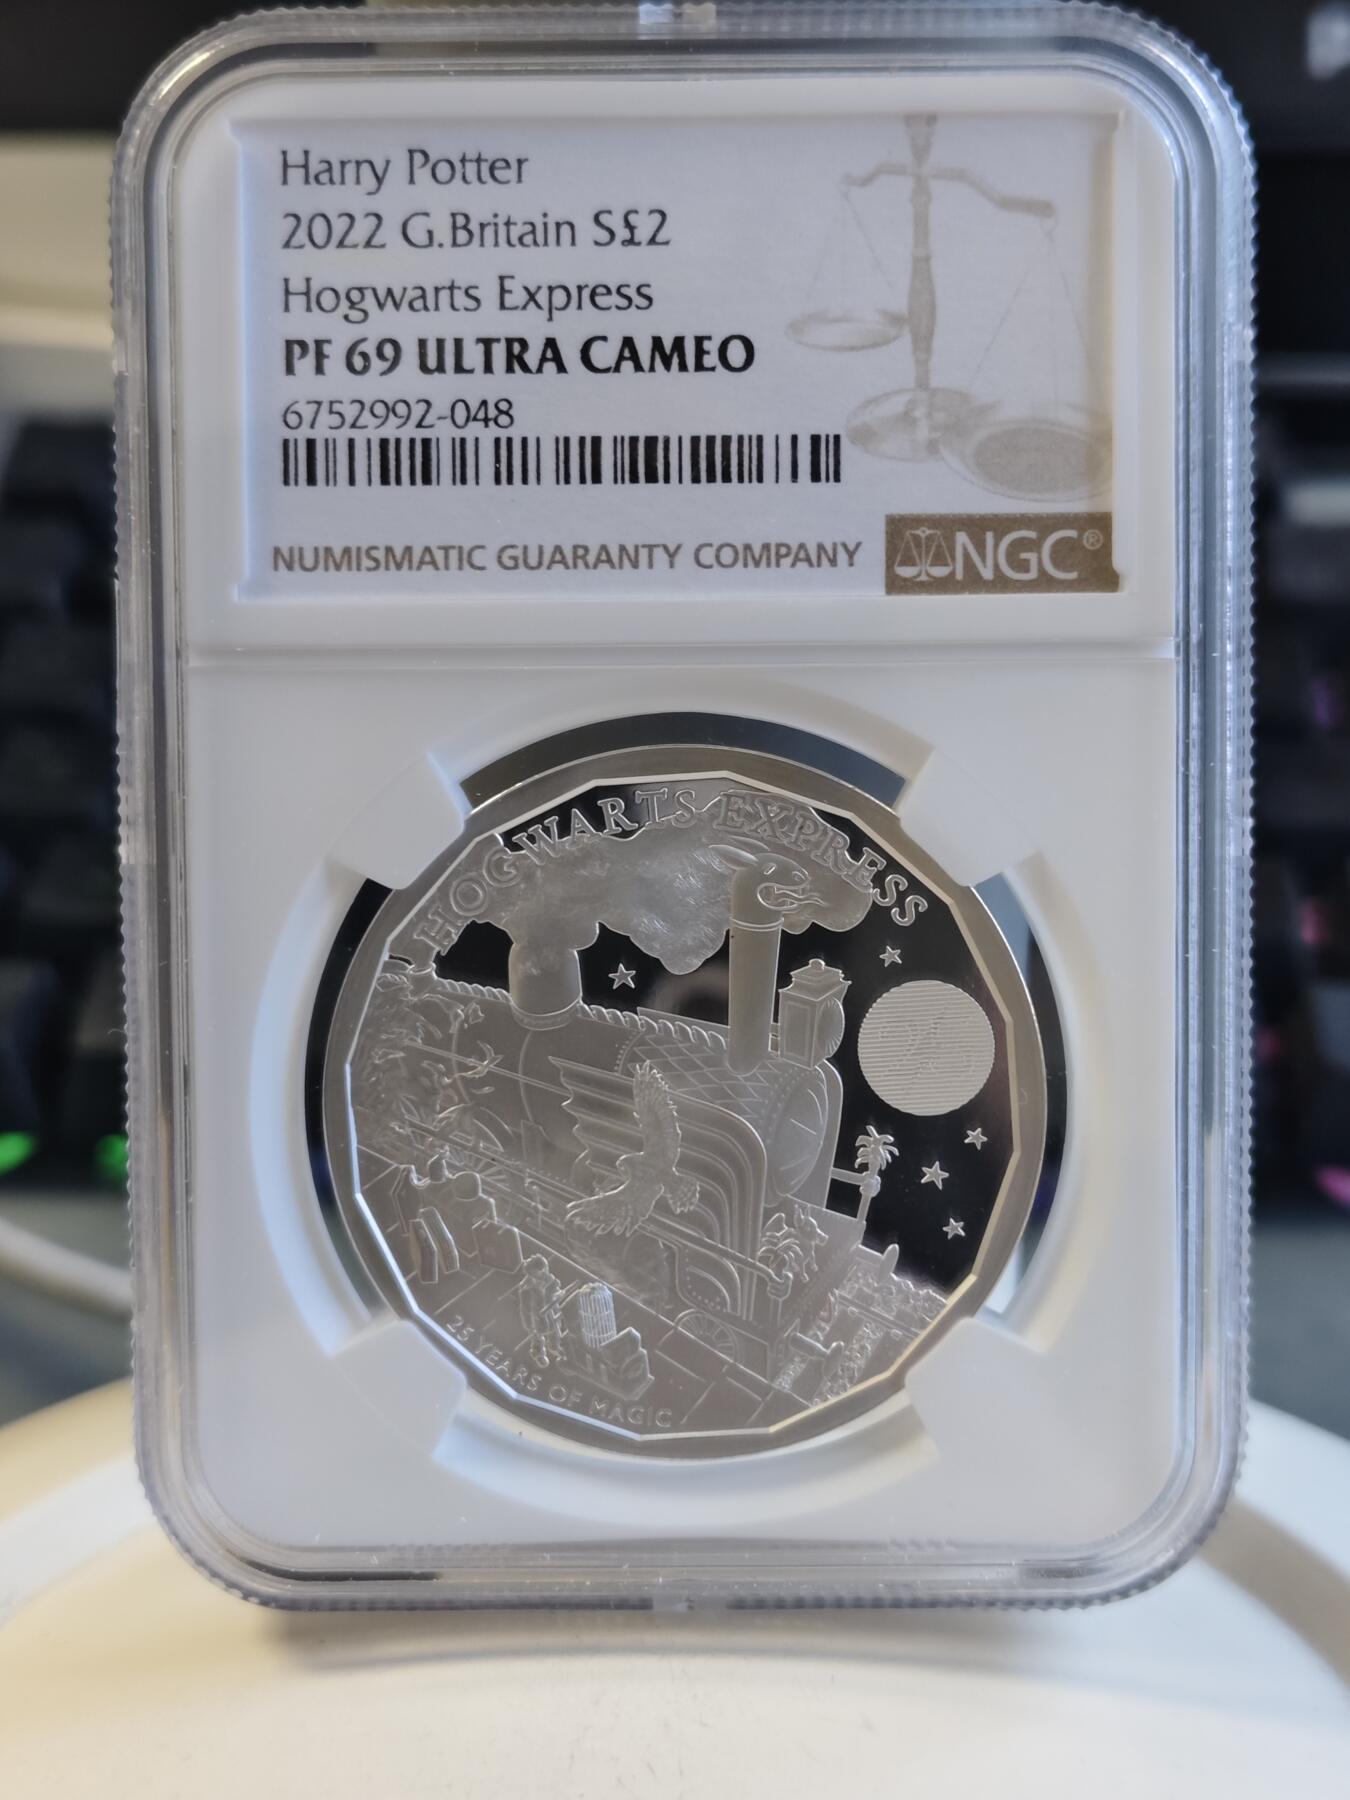 Harry Potter
2022 G.Britain S£2
Hogwarts Express
PF 69 ULTRA CAMEO
6752992-048
NUMISMATIC GUARANTY COMPANY
NGC®
HOGWARTS EXPRESS
25 YEARS OF MAGIC